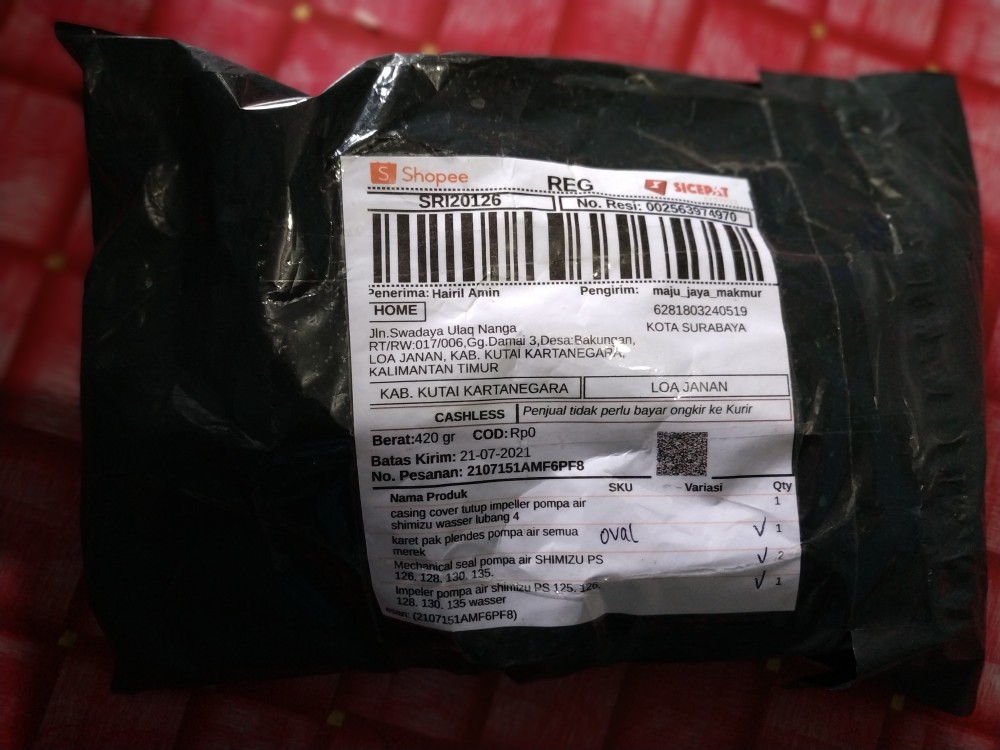 Shopee REG SICEPAT
SRI20126 No. Resi: 002563974970
Penerima: Hairil Amin Pengirim: maju_jaya_makmur
HOME 6281803240519
KOTA SURABAYA
Jln.Swadaya Ulaq Nanga
RT/RW:017/006,Gg.Damai 3,Desa:Bakungan,
LOA JANAN, KAB. KUTAI KARTANEGARA,
KALIMANTAN TIMUR
KAB. KUTAI KARTANEGARA LOA JANAN
CASHLESS Penjual tidak perlu bayar ongkir ke Kurir
Berat:420 gr COD:Rp0
Batas Kirim: 21-07-2021
No. Pesanan: 2107151AMF6PF8
Nama Produk SKU Variasi Qty
casing cover tutup impeller pompa air 1
shimizu wasser lubang 4
karet pak plendes pompa air semua oval ✓ 1
merek
Mechanical seal pompa air SHIMIZU PS ✓ 2
126. 128. 130. 135.
Impeler pompa air shimizu PS 125. 126. ✓ 1
128. 130. 135 wasser
(2107151AMF6PF8)